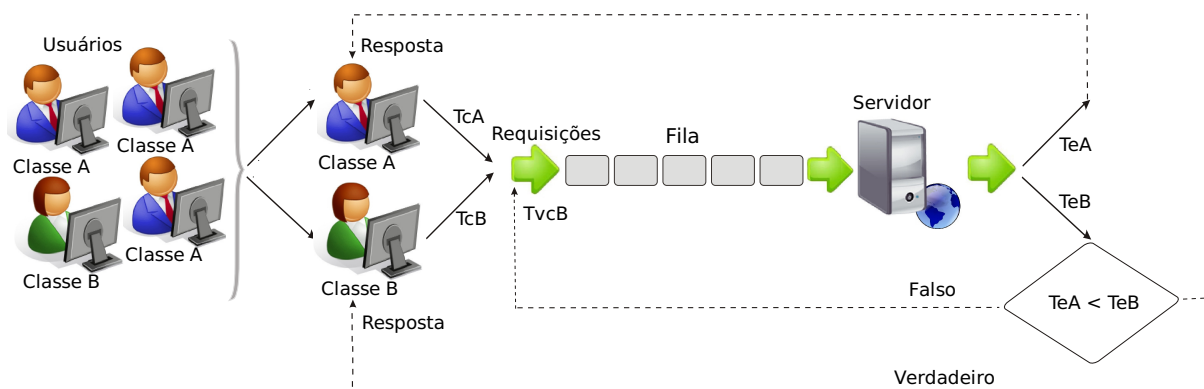 Usuários
Classe A
Classe A
Classe B
Classe A
Resposta
Classe A
Classe B
Resposta
TcA
TcB
Requisições
TvcB
Fila
Servidor
TeA
TeB
TeA < TeB
Falso
Verdadeiro